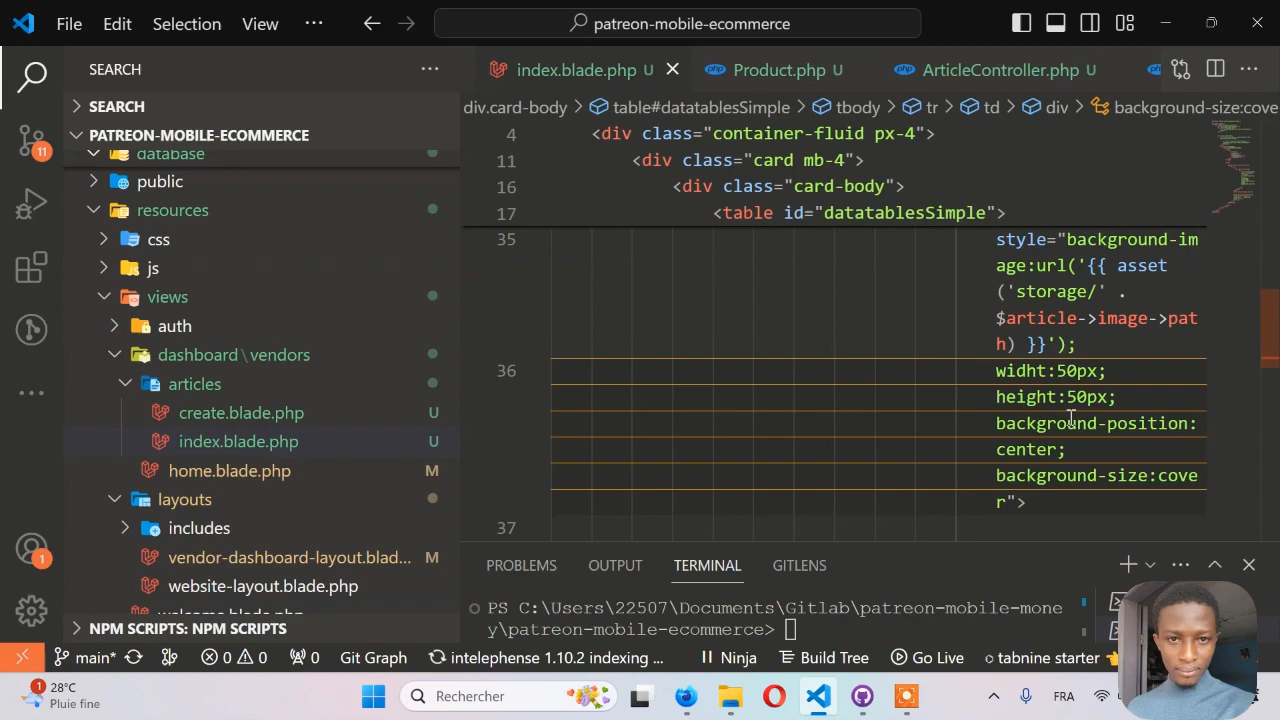 File Edit Selection View ··· patreon-mobile-ecommerce
SEARCH ···
index.blade.php U
Product.php U
ArticleController.php U
php
SEARCH
PATREON-MOBILE-ECOMMERCE
database
public
resources
css
js
views
auth
dashboard\vendors
articles
create.blade.php U
index.blade.php U
home.blade.php M
layouts
includes
vendor-dashboard-layout.blad... M
website-layout.blade.php
welcome.blade.php
NPM SCRIPTS: NPM SCRIPTS
div.card-body > table#datatablesSimple > tbody > tr > td > div > background-size:cove
4 <div class="container-fluid px-4">
11 <div class="card mb-4">
16 <div class="card-body">
17 <table id="datatablesSimple">
35 style="background-im
age:url('{{ asset
('storage/' .
$article->image->pat
h) }}');
36 widht:50px;
height:50px;
background-position:
center;
background-size:cove
r">
37
PROBLEMS OUTPUT TERMINAL GITLENS
PS C:\Users\22507\Documents\Gitlab\patreon-mobile-mone
y\patreon-mobile-ecommerce>
11
1
main* 0 0 0 Git Graph intelephense 1.10.2 indexing ... Ninja Build Tree Go Live tabnine starter
1
28°C
Pluie fine
Rechercher
FRA